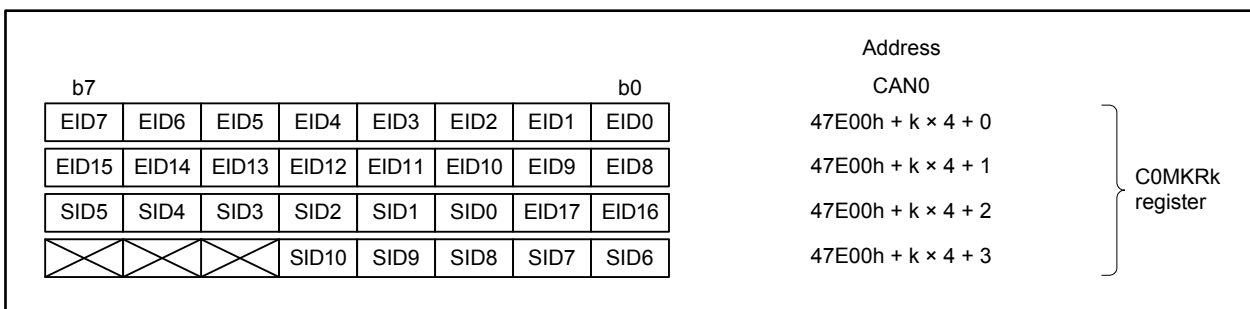 Address
b7 b0 CAN0
EID7 EID6 EID5 EID4 EID3 EID2 EID1 EID0 47E00h + k × 4 + 0
EID15 EID14 EID13 EID12 EID11 EID10 EID9 EID8 47E00h + k × 4 + 1
SID5 SID4 SID3 SID2 SID1 SID0 EID17 EID16 47E00h + k × 4 + 2
SID10 SID9 SID8 SID7 SID6 47E00h + k × 4 + 3
C0MKRk
register